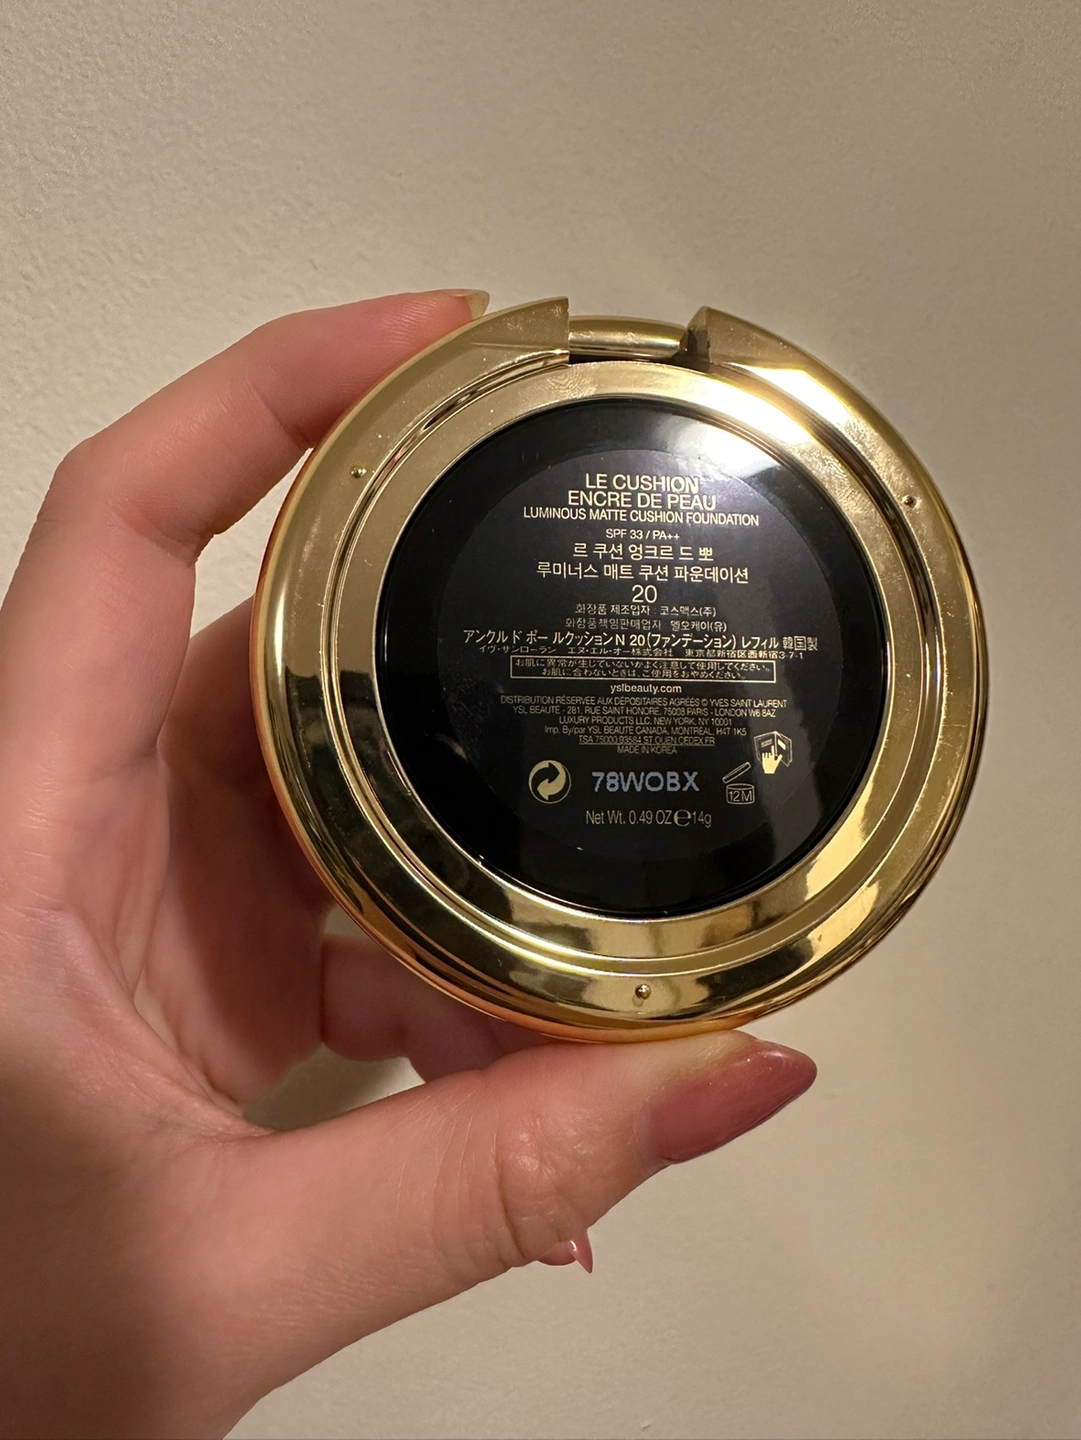 LE CUSHION
ENCRE DE PEAU
LUMINOUS MATTE CUSHION FOUNDATION
SPF 33 / PA++
르 쿠션 엉크르 드 뽀
루미너스 매트 쿠션 파운데이션
20
화장품 제조업자 : 코스맥스(주)
화장품책임판매업자 : 엘오케이(유)
アンクル ド ポー ルクッション N 20 (ファンデーション) レフィル 韓国製
イヴ・サンローラン エヌ・エル・オー株式会社 東京都新宿区西新宿3-7-1
お肌に異常が生じていないかよく注意して使用してください。
お肌に合わないときは、ご使用をおやめください。
yslbeauty.com
DISTRIBUTION RÉSERVÉE AUX DÉPOSITAIRES AGRÉÉS © YVES SAINT LAURENT
YSL BEAUTÉ - 281, RUE SAINT HONORÉ, 75008 PARIS - LONDON W6 8AZ
LUXURY PRODUCTS LLC, NEW YORK, NY 10001
Imp. By/par YSL BEAUTÉ CANADA, MONTRÉAL, H4T 1K5
TSA 75000 93584 ST OUEN CEDEX FR
MADE IN KOREA
78WOBX
12M
Net Wt. 0.49 OZ ℮ 14g